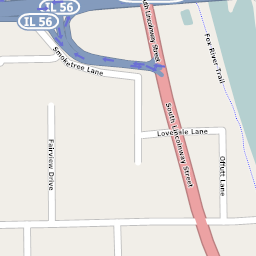 IL 56
IL 56
South Lincolnway Street
Smoketree Lane
Fox River Trail
South Lincolnway Street
Lovedale Lane
Fairview Drive
Offutt Lane